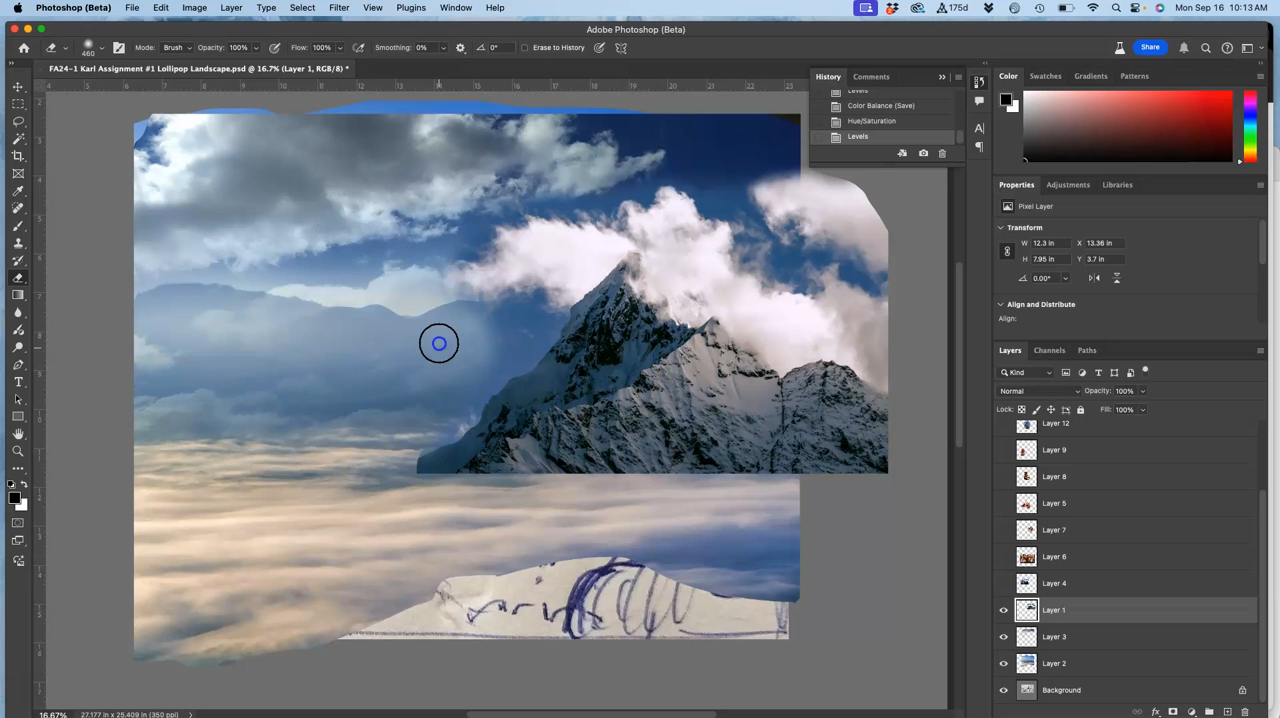 Photoshop (Beta) File Edit Image Layer Type Select Filter View Plugins Window Help 175d Mon Sep 16 10:13 AM
Adobe Photoshop (Beta)
460 Mode: Brush Opacity: 100% Flow: 100% Smoothing: 0% 0° Erase to History Share
FA24-1 Karl Assignment #1 Lollipop Landscape.psd @ 16.7% (Layer 1, RGB/8) *
History Comments
Levels
Color Balance (Save)
Hue/Saturation
Levels
Color Swatches Gradients Patterns
Properties Adjustments Libraries
Pixel Layer
Transform
W 12.3 in X 13.36 in
H 7.95 in Y 3.7 in
0.00°
Align and Distribute
Align:
Layers Channels Paths
Kind
Normal Opacity: 100%
Lock: Fill: 100%
Layer 12
Layer 9
Layer 8
Layer 5
Layer 7
Layer 6
Layer 4
Layer 1
Layer 3
Layer 2
Background
16.67% 27.177 in x 25.409 in (350 ppi)